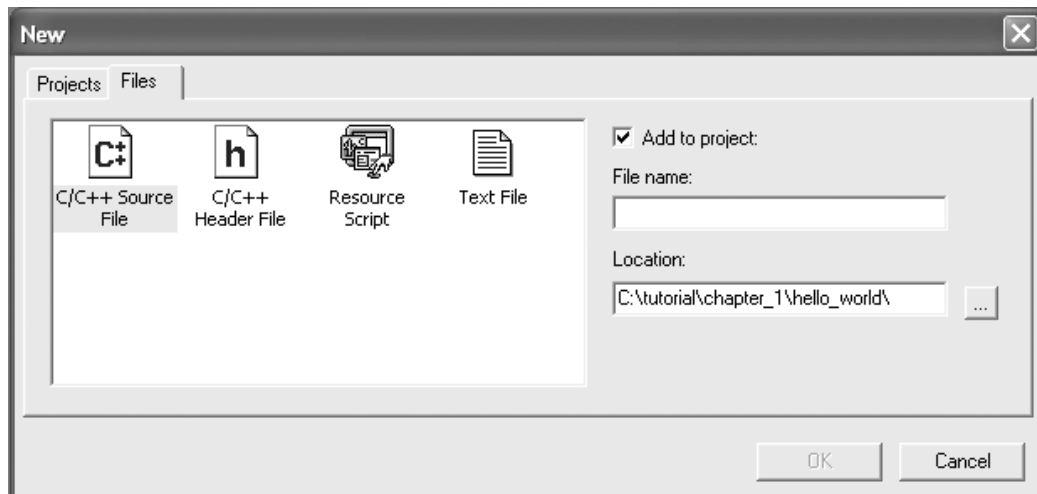 New
Projects
Files
C++
h
C/C++ Source
File
C/C++
Header File
Resource
Script
Text File
Add to project:
File name:
Location:
C:\tutorial\chapter_1\hello_world\
...
OK
Cancel